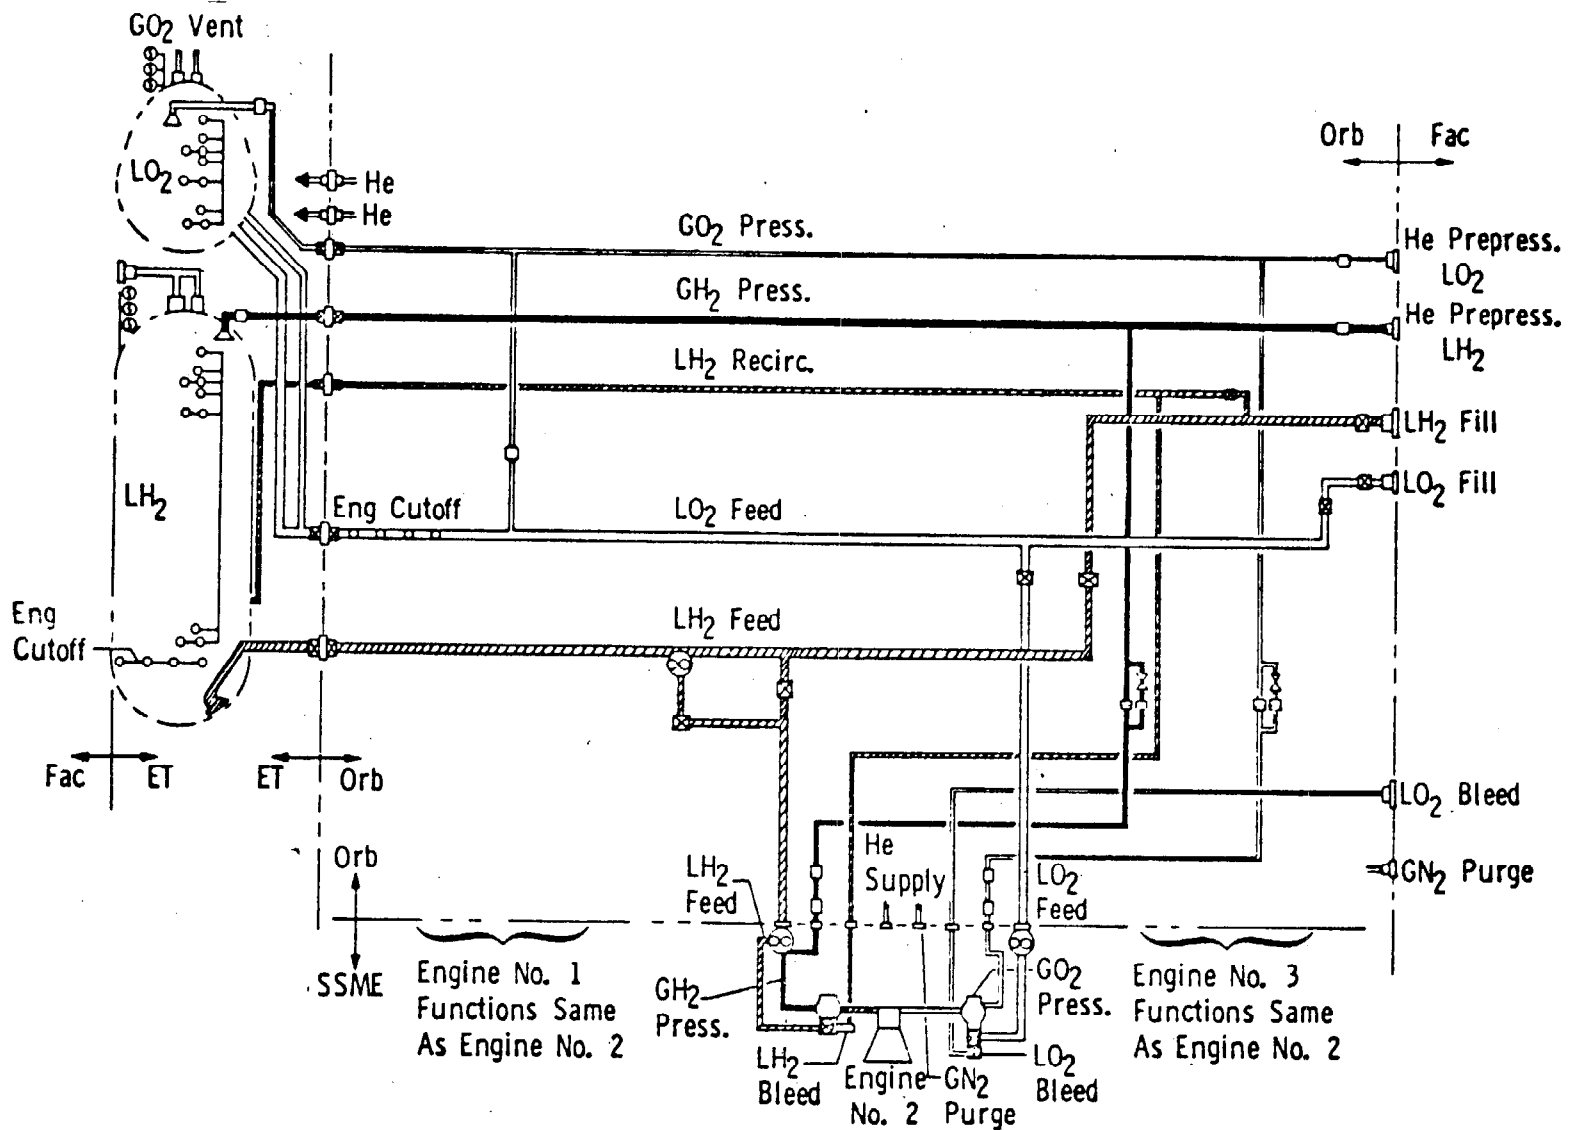 GO2 Vent
Orb
Fac
LO2
He
He
GO2 Press.
He Prepress.
LO2
GH2 Press.
He Prepress.
LH2
LH2 Recirc.
LH2 Fill
LO2 Fill
LH2
Eng Cutoff
LO2 Feed
Eng
Cutoff
LH2 Feed
Fac
ET
ET
Orb
LO2 Bleed
Orb
He
Supply
LH2
Feed
LO2
Feed
GN2 Purge
SSME
Engine No. 1
Functions Same
As Engine No. 2
GH2
Press.
GO2
Press.
Engine No. 3
Functions Same
As Engine No. 2
LH2
Bleed
Engine
No. 2
GN2
Purge
LO2
Bleed